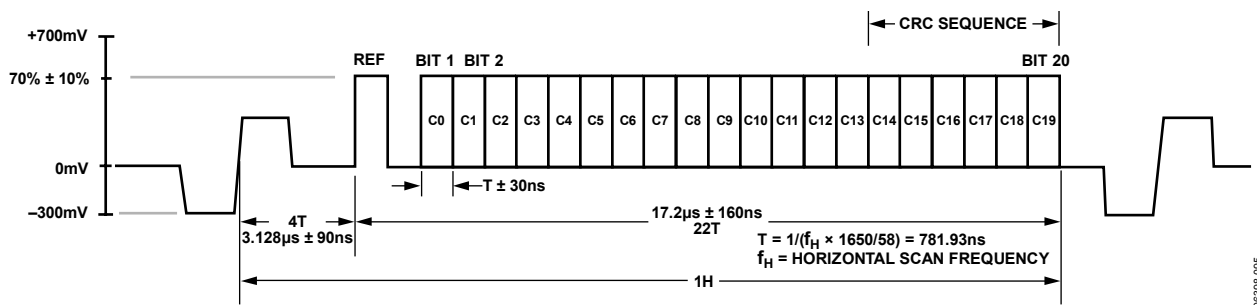 +700mV
CRC SEQUENCE
REF
BIT 1 BIT 2
BIT 20
70% ± 10%
C0 C1 C2 C3 C4 C5 C6 C7 C8 C9 C10 C11 C12 C13 C14 C15 C16 C17 C18 C19
0mV
T ± 30ns
–300mV
4T
3.128µs ± 90ns
17.2µs ± 160ns
22T
T = 1/(fH × 1650/58) = 781.93ns
fH = HORIZONTAL SCAN FREQUENCY
1H